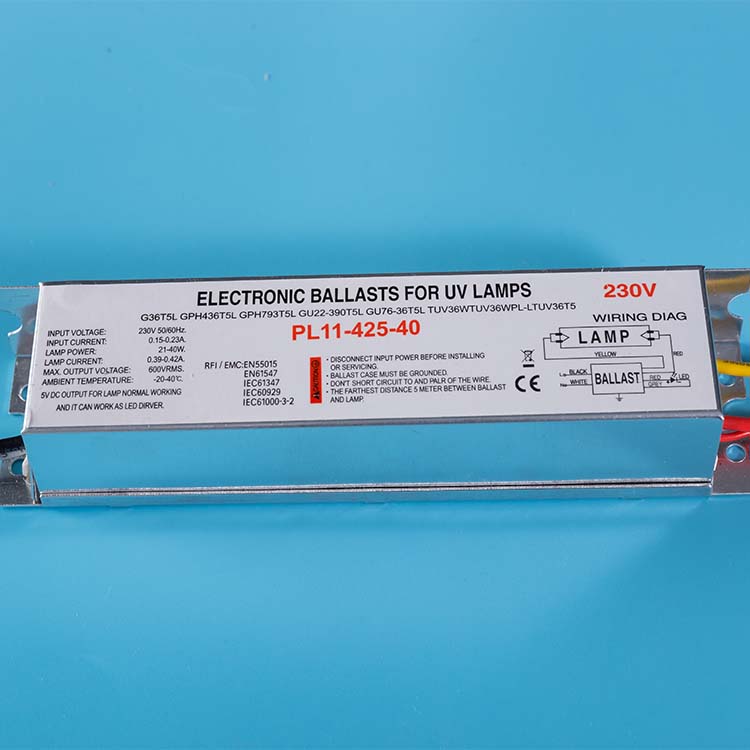 ELECTRONIC BALLASTS FOR UV LAMPS
230V
G36T5L GPH436T5L GPH793T5L GU22-390T5L GU76-36T5L TUV36WTUV36WPL-LTUV36T5
PL11-425-40
INPUT VOLTAGE: 230V 50/60Hz.
INPUT CURRENT: 0.15-0.23A.
LAMP POWER: 21-40W.
LAMP CURRENT: 0.39-0.42A.
MAX. OUTPUT VOLTAGE: 600VRMS.
AMBIENT TEMPERATURE: -20-40℃.
5V DC OUTPUT FOR LAMP NORMAL WORKING
AND IT CAN WORK AS LED DIRVER.
RFI / EMC:EN55015
EN61547
IEC61347
IEC60929
IEC61000-3-2
CAUTION
• DISCONNECT INPUT POWER BEFORE INSTALLING
OR SERVICING.
• BALLAST CASE MUST BE GROUNDED.
• DON'T SHORT CIRCUIT TO AND PALR OF THE WIRE.
• THE FARTHEST DISTANCE 5 METER BETWEEN BALLAST
AND LAMP.
CE
WIRING DIAG
LAMP
YELLOW
RED
L BLACK
N WHITE
BALLAST
RED
GREY
LED